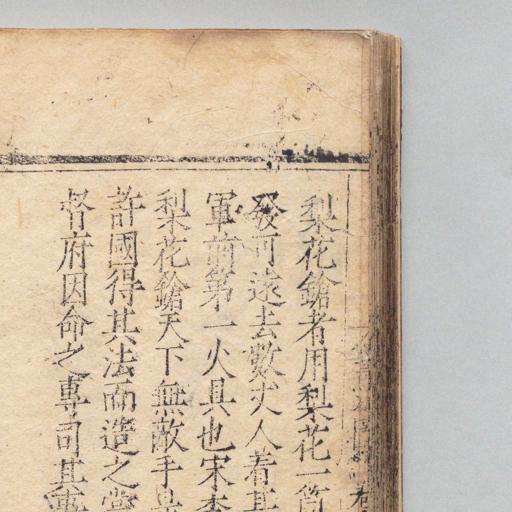 梨花鎗者用梨花一筒
發可遠去數丈人着其
軍前第一火具也宋李
梨花鎗天下無敵手是
許國得其法而造之當
督府因命之專司其事